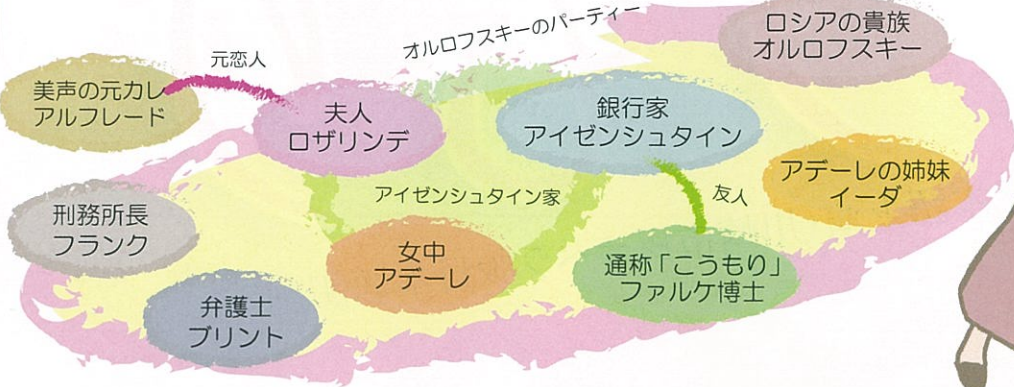 オルロフスキーのパーティー
ロシアの貴族
オルロフスキー
元恋人
美声の元カレ
アルフレード
夫人
ロザリンデ
銀行家
アイゼンシュタイン
アデーレの姉妹
イーダ
アイゼンシュタイン家
友人
刑務所長
フランク
女中
アデーレ
通称「こうもり」
ファルケ博士
弁護士
ブリント